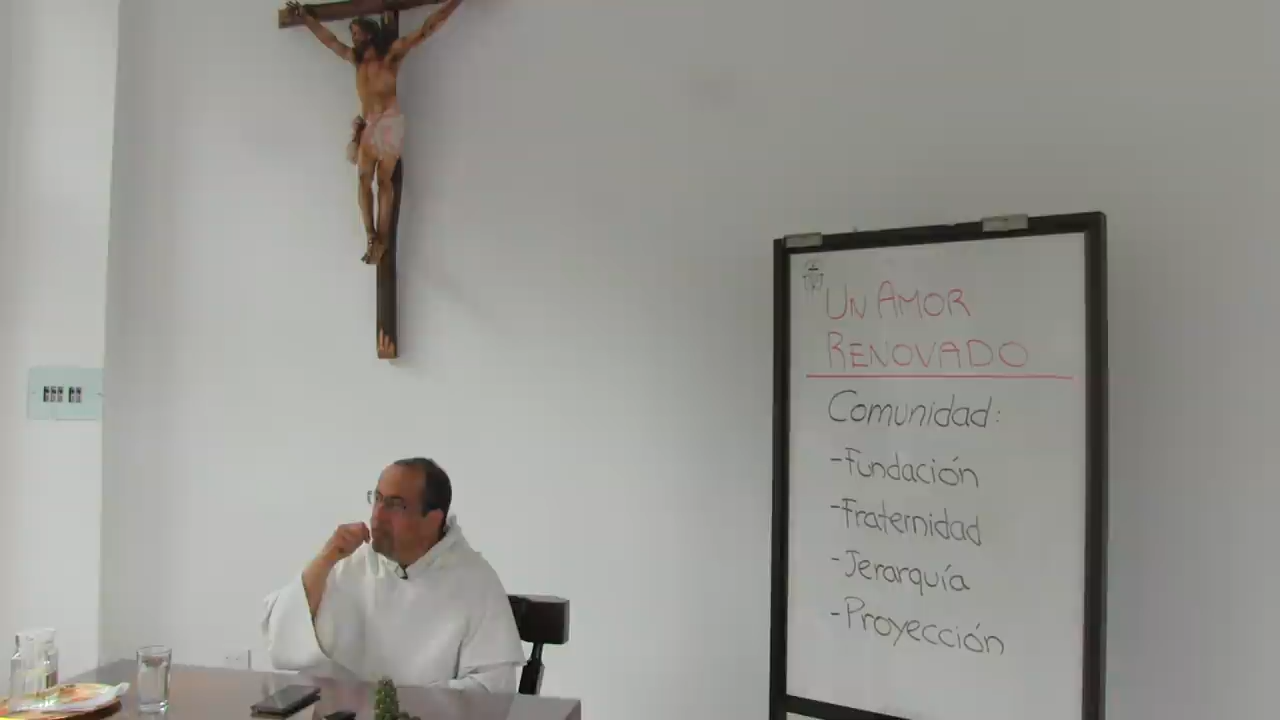 UN AMOR
RENOVADO
Comunidad:
-Fundación
-Fraternidad
-Jerarquía
-Proyección